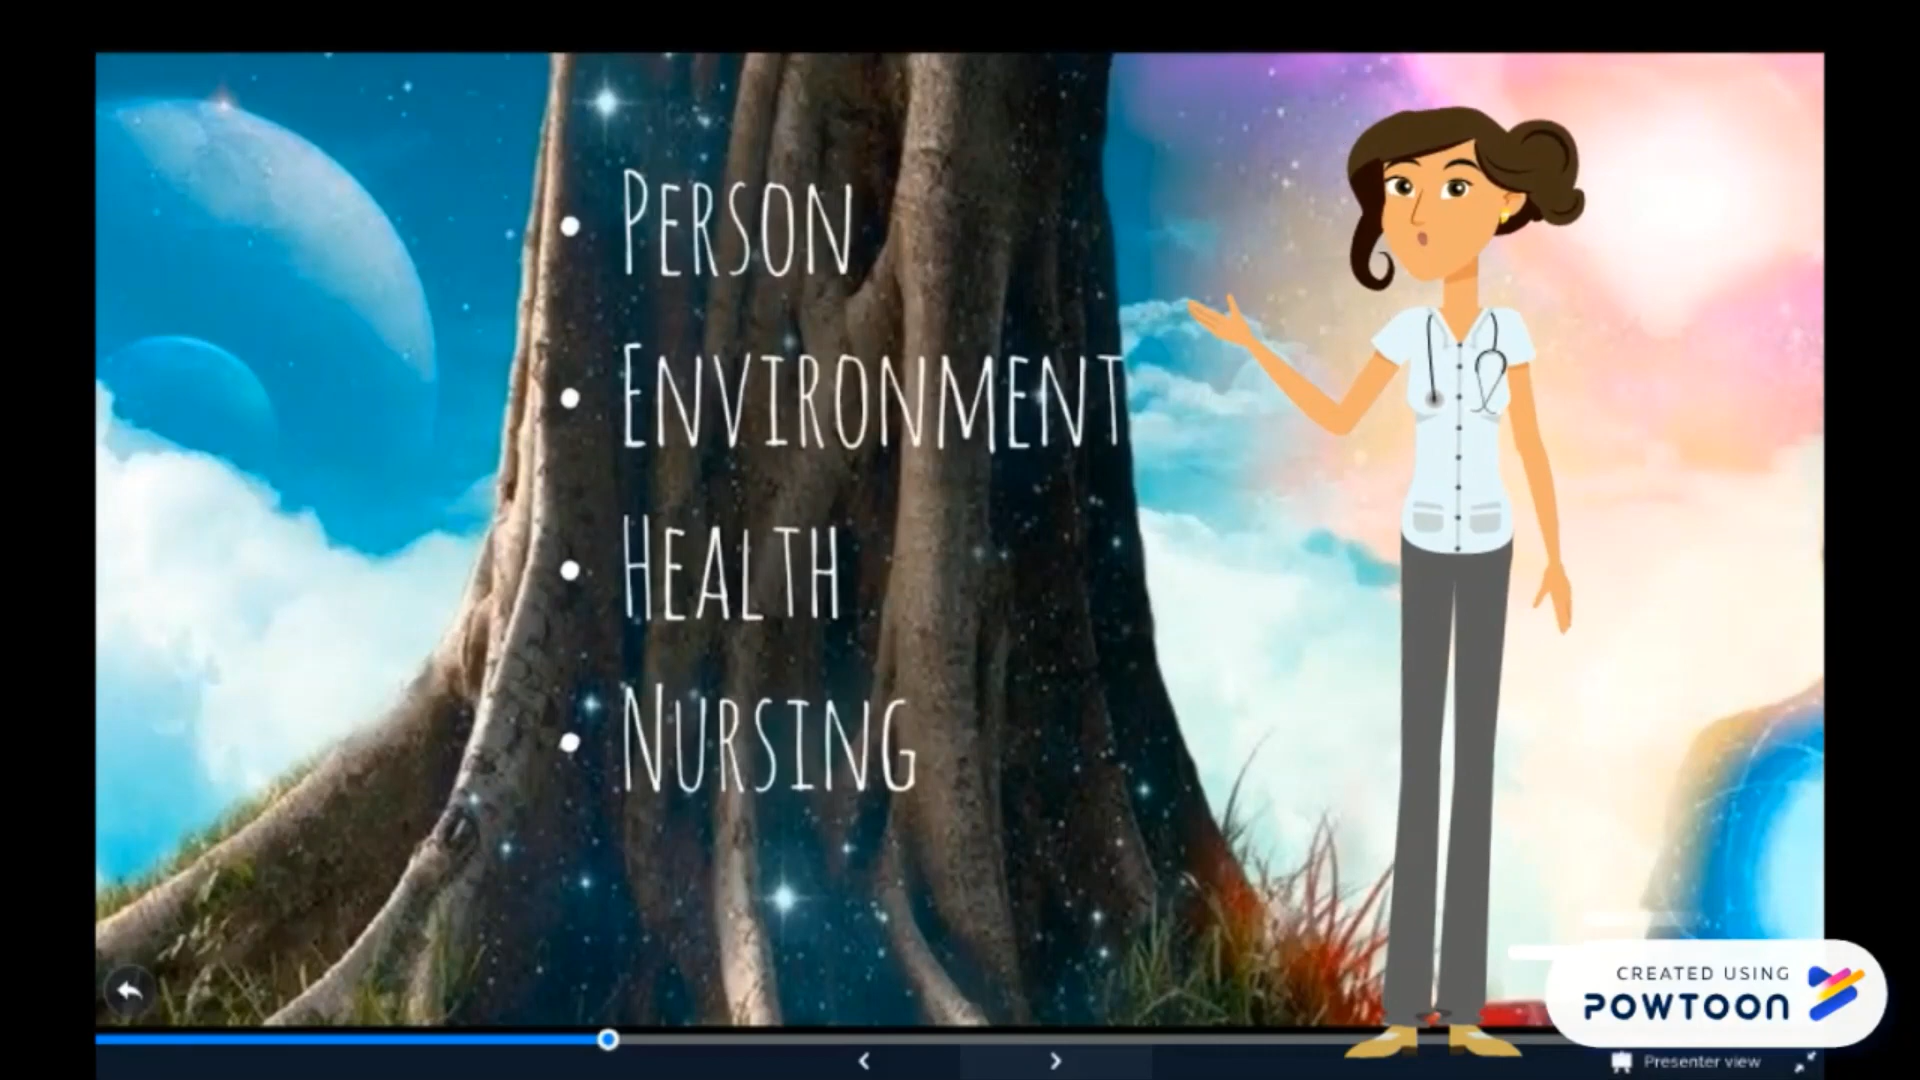 • Person
• Environment
• Health
• Nursing
CREATED USING
POWTOON
Presenter view